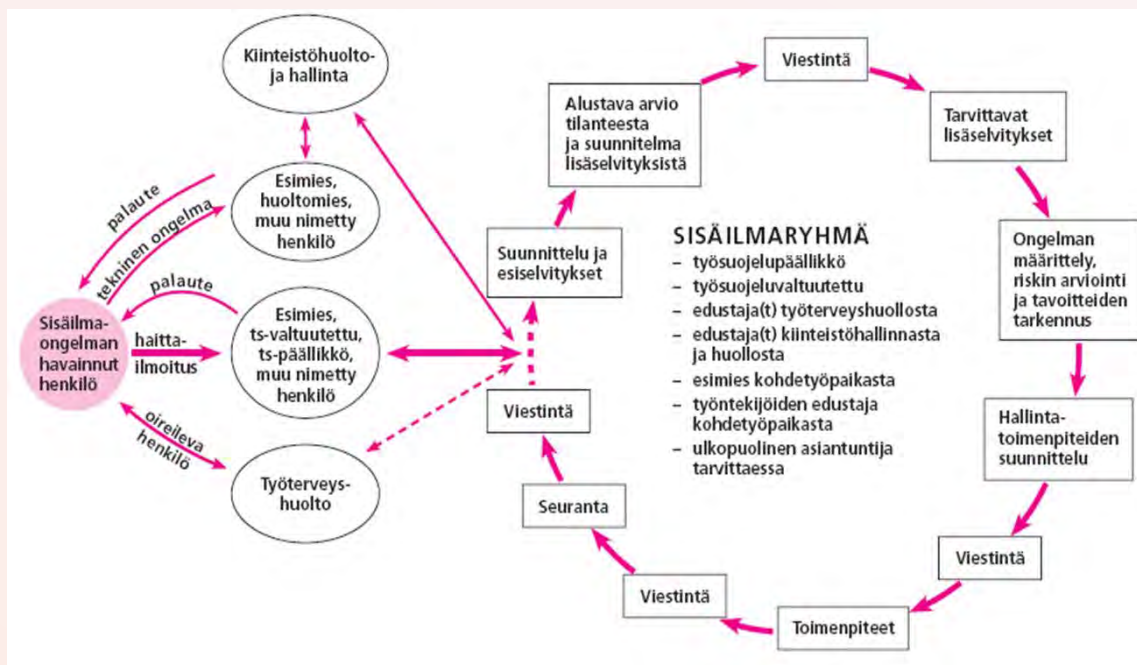 Kiinteistöhuolto-
ja hallinta
palaute
tekninen ongelma
Esimies,
huoltomies,
muu nimetty
henkilö
Sisäilma-
ongelman
havainnut
henkilö
palaute
haitta-
ilmoitus
Esimies,
ts-valtuutettu,
ts-päällikkö,
muu nimetty
henkilö
oireileva
henkilö
Työterveys-
huolto
Suunnittelu ja
esiselvitykset
Alustava arvio
tilanteesta
ja suunnitelma
lisäselvityksistä
Viestintä
Tarvittavat
lisäselvitykset
Ongelman
määrittely,
riskin arviointi
ja tavoitteiden
tarkennus
Hallinta-
toimenpiteiden
suunnittelu
Viestintä
Toimenpiteet
Viestintä
Seuranta
Viestintä
SISÄILMARYHMÄ
– työsuojelupäällikkö
– työsuojeluvaltuutettu
– edustaja(t) työterveyshuollosta
– edustaja(t) kiinteistöhallinnasta
ja huollosta
– esimies kohdetyöpaikasta
– työntekijöiden edustaja
kohdetyöpaikasta
– ulkopuolinen asiantuntija
tarvittaessa